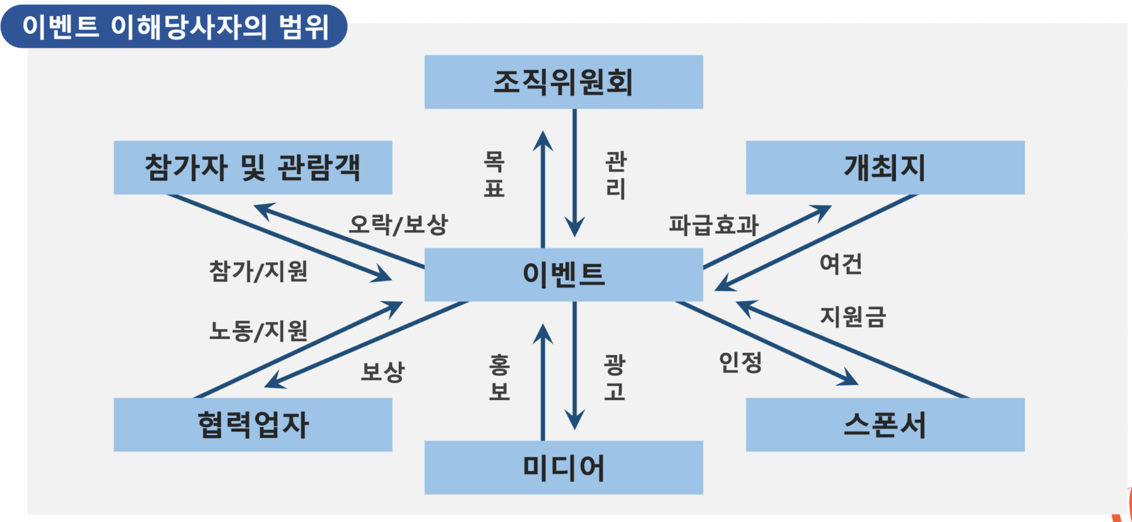 이벤트 이해당사자의 범위
조직위원회
참가자 및 관람객
개최지
목
표
관
리
오락/보상
파급효과
참가/지원
이벤트
여건
노동/지원
지원금
보상
홍
보
광
고
인정
협력업자
스폰서
미디어